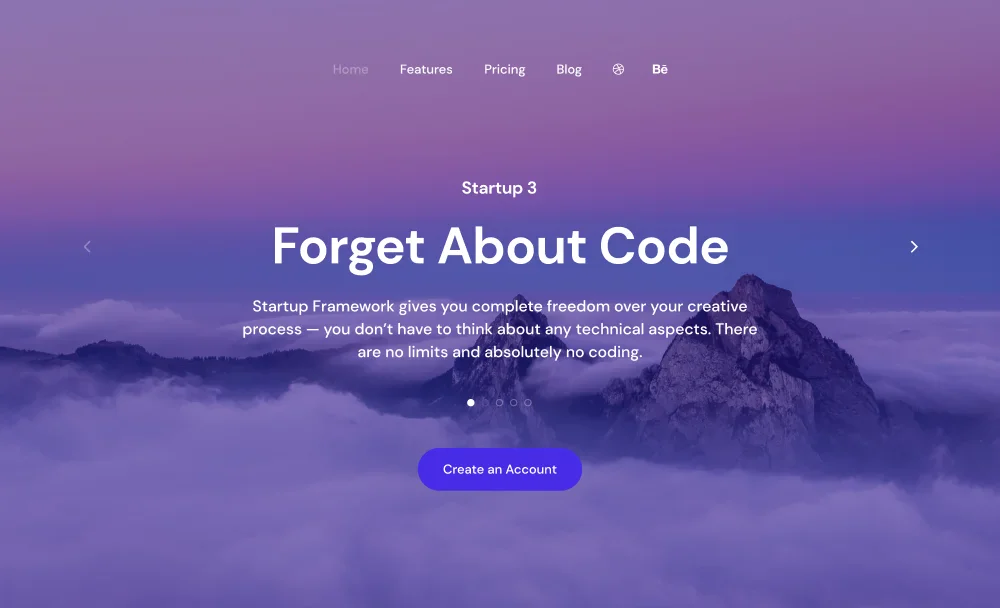 Home Features Pricing Blog Bē
Startup 3
Forget About Code
Startup Framework gives you complete freedom over your creative
process — you don’t have to think about any technical aspects. There
are no limits and absolutely no coding.
Create an Account